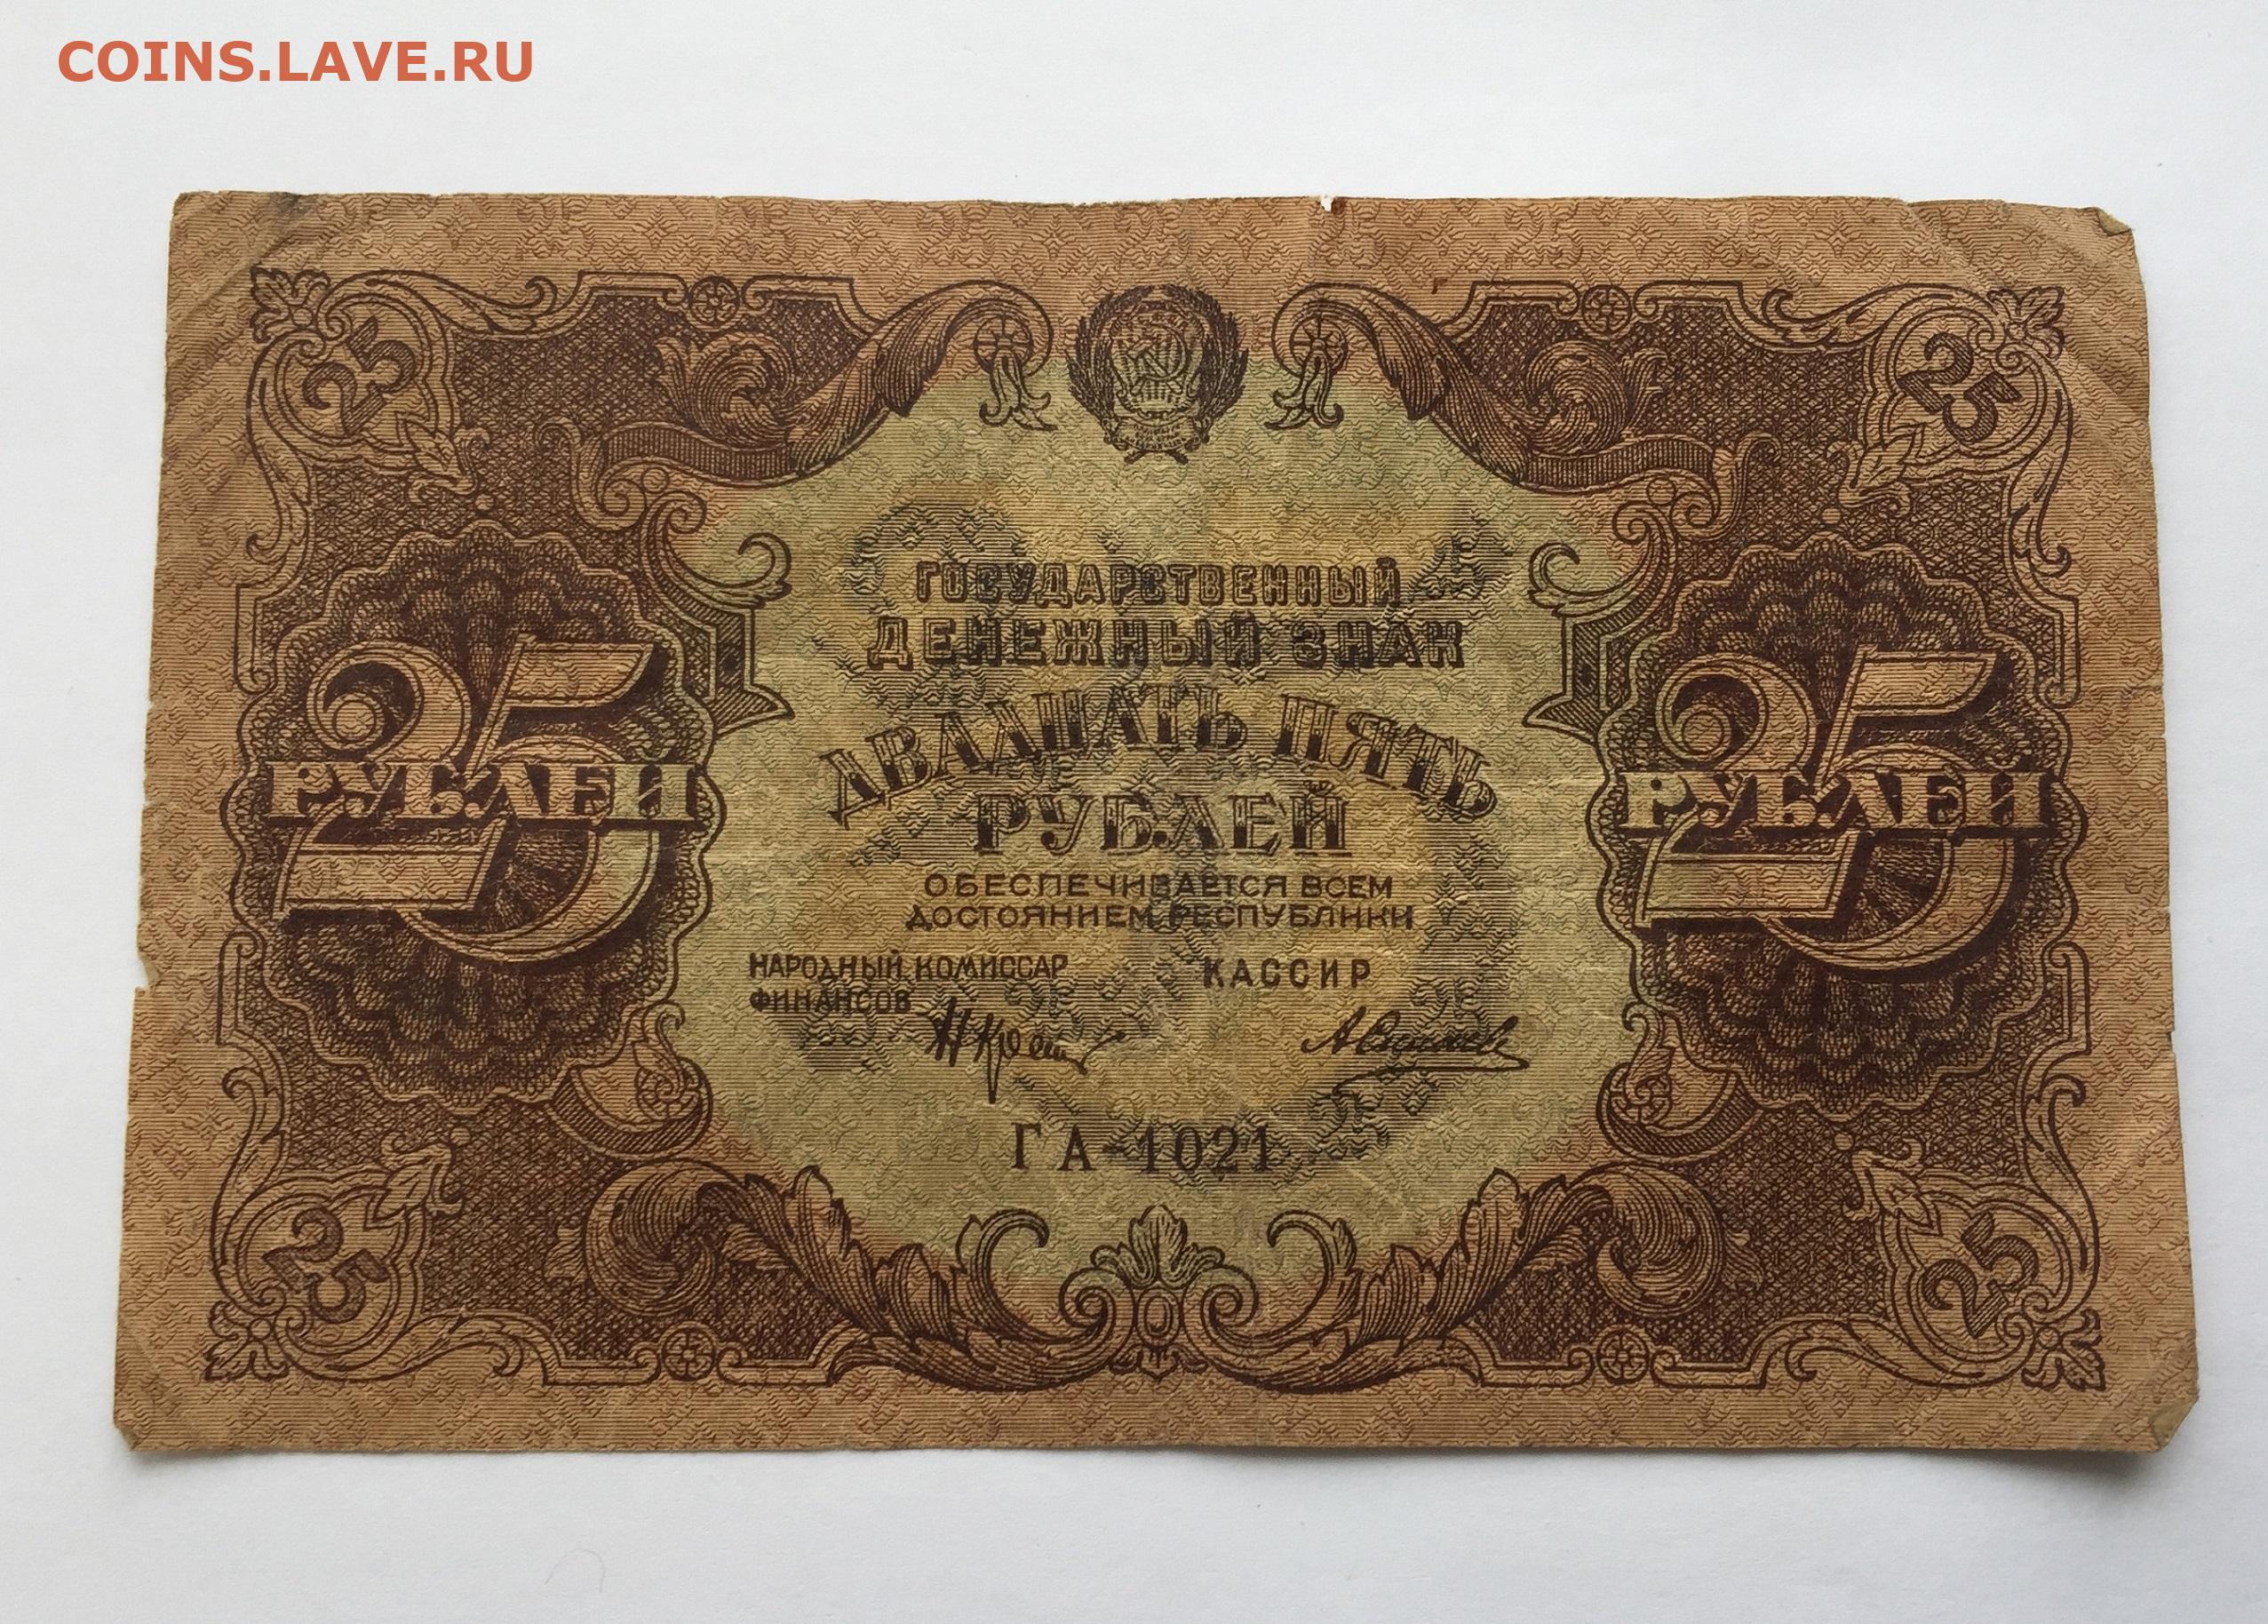 COINS.LAVE.RU
25
25
ГОСУДАРСТВЕННЫЙ
ДЕНЕЖНЫЙ ЗНАК
25 РУБЛЕЙ
ДВАДЦАТЬ ПЯТЬ
РУБЛЕЙ
25 РУБЛЕЙ
ОБЕСПЕЧИВАЕТСЯ ВСЕМ
ДОСТОЯНИЕМ РЕСПУБЛИКИ
НАРОДНЫЙ КОМИССАР
ФИНАНСОВ
КАССИР
ГА-1021
25
25